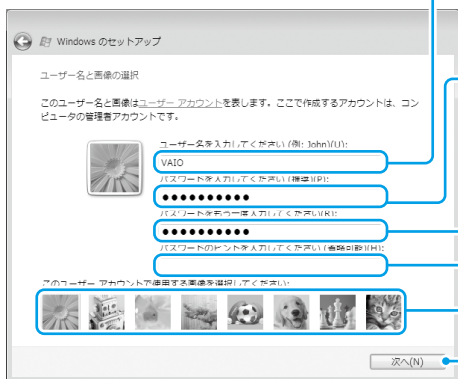 Windows のセットアップ
ユーザー名と画像の選択
このユーザー名と画像はユーザー アカウントを表します。ここで作成するアカウントは、コン
ピュータの管理者アカウントです。
ユーザー名を入力してください (例: John)(U):
VAIO
パスワードを入力してください (推奨)(P):
●●●●●●●●●●
パスワードをもう一度入力してください(R):
●●●●●●●●●●
パスワードのヒントを入力してください (省略可能)(H):
このユーザー アカウントで使用する画像を選択してください:
次へ(N)